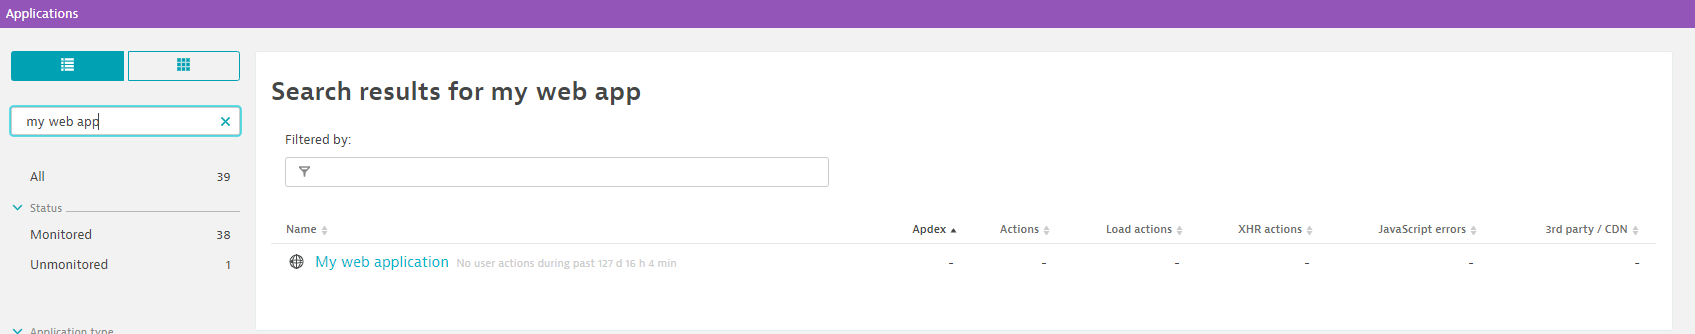 Applications
my web app
All 39
Status
Monitored 38
Unmonitored 1
Application type
Search results for my web app
Filtered by:
Name Apdex Actions Load actions XHR actions JavaScript errors 3rd party / CDN
My web application No user actions during past 127 d 16 h 4 min - - - - - -